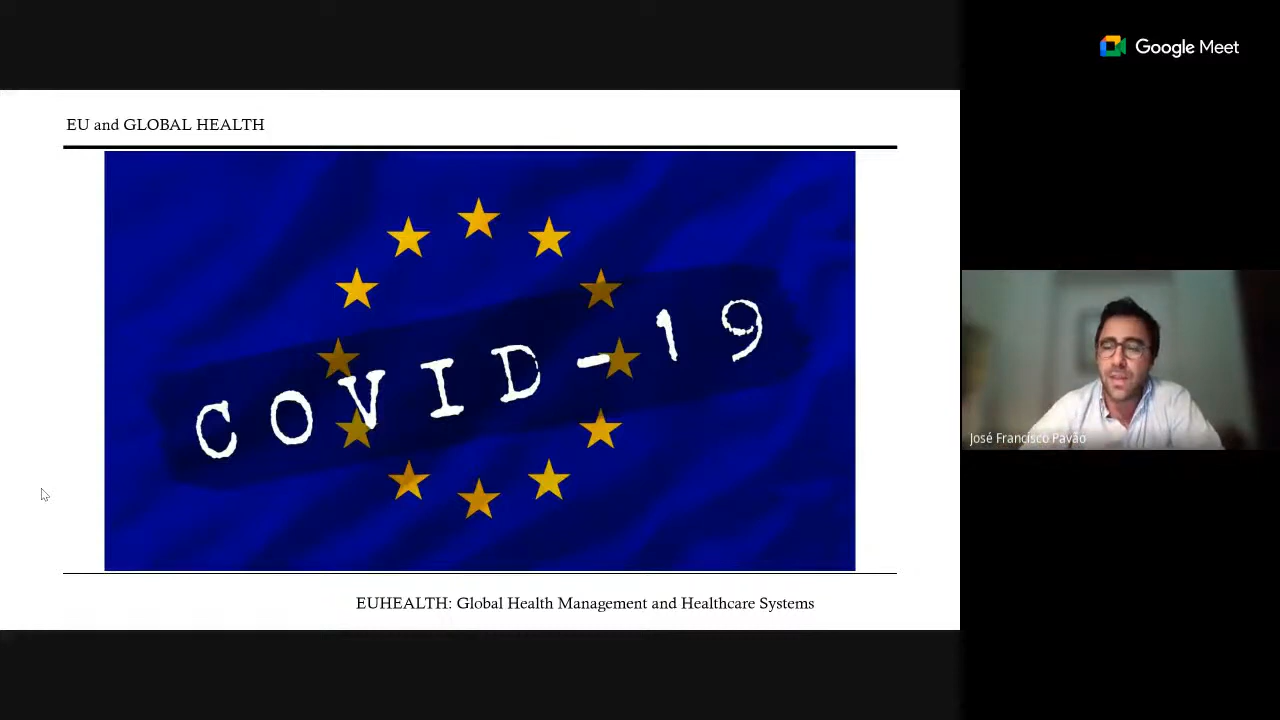 Google Meet
EU and GLOBAL HEALTH
COVID-19
José Francisco Pavão
EUHEALTH: Global Health Management and Healthcare Systems